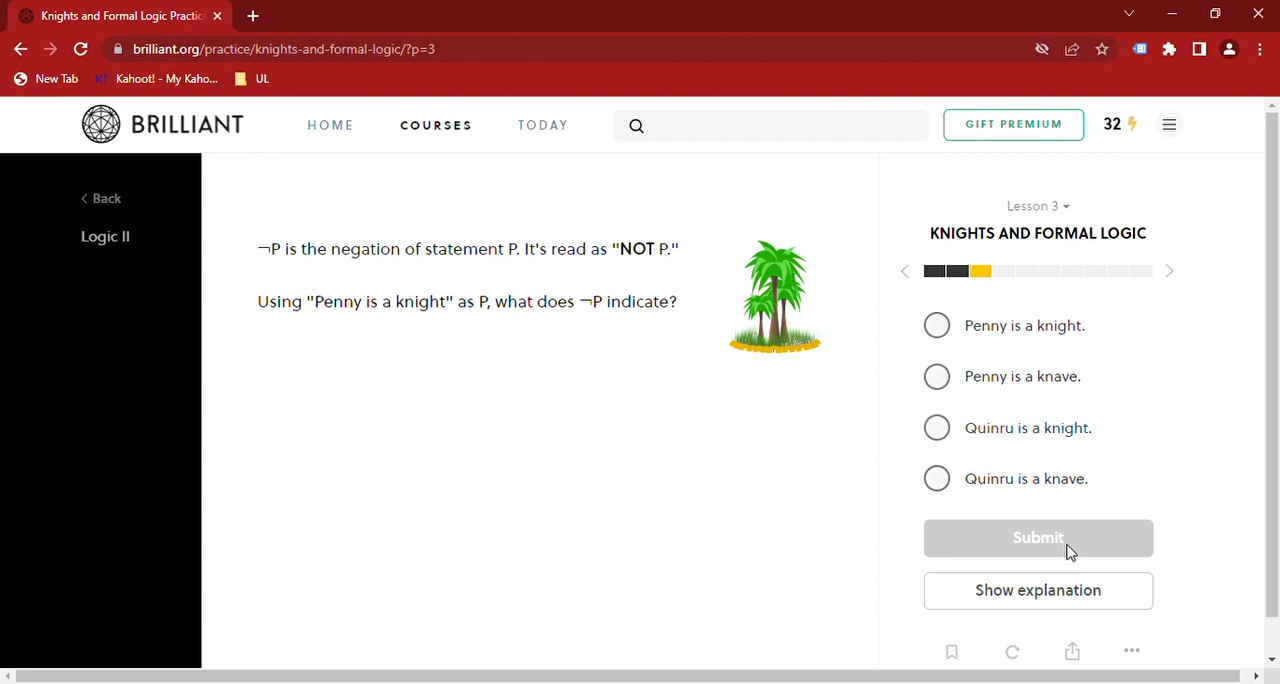 Knights and Formal Logic Practic
brilliant.org/practice/knights-and-formal-logic/?p=3
New Tab
K! Kahoot! - My Kaho...
UL
BRILLIANT
HOME
COURSES
TODAY
GIFT PREMIUM
32
< Back
Logic II
¬P is the negation of statement P. It's read as "NOT P."
Using "Penny is a knight" as P, what does ¬P indicate?
Lesson 3
KNIGHTS AND FORMAL LOGIC
Penny is a knight.
Penny is a knave.
Quinru is a knight.
Quinru is a knave.
Submit
Show explanation